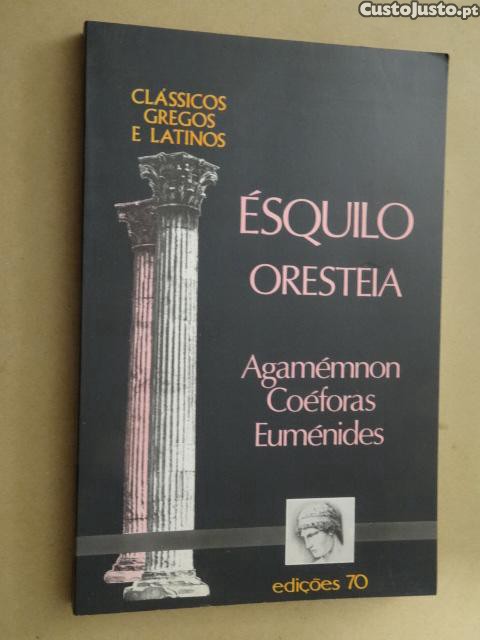 CustoJusto.pt
CLÁSSICOS
GREGOS
E LATINOS
ÉSQUILO
ORESTEIA
Agamémnon
Coéforas
Euménides
edições 70